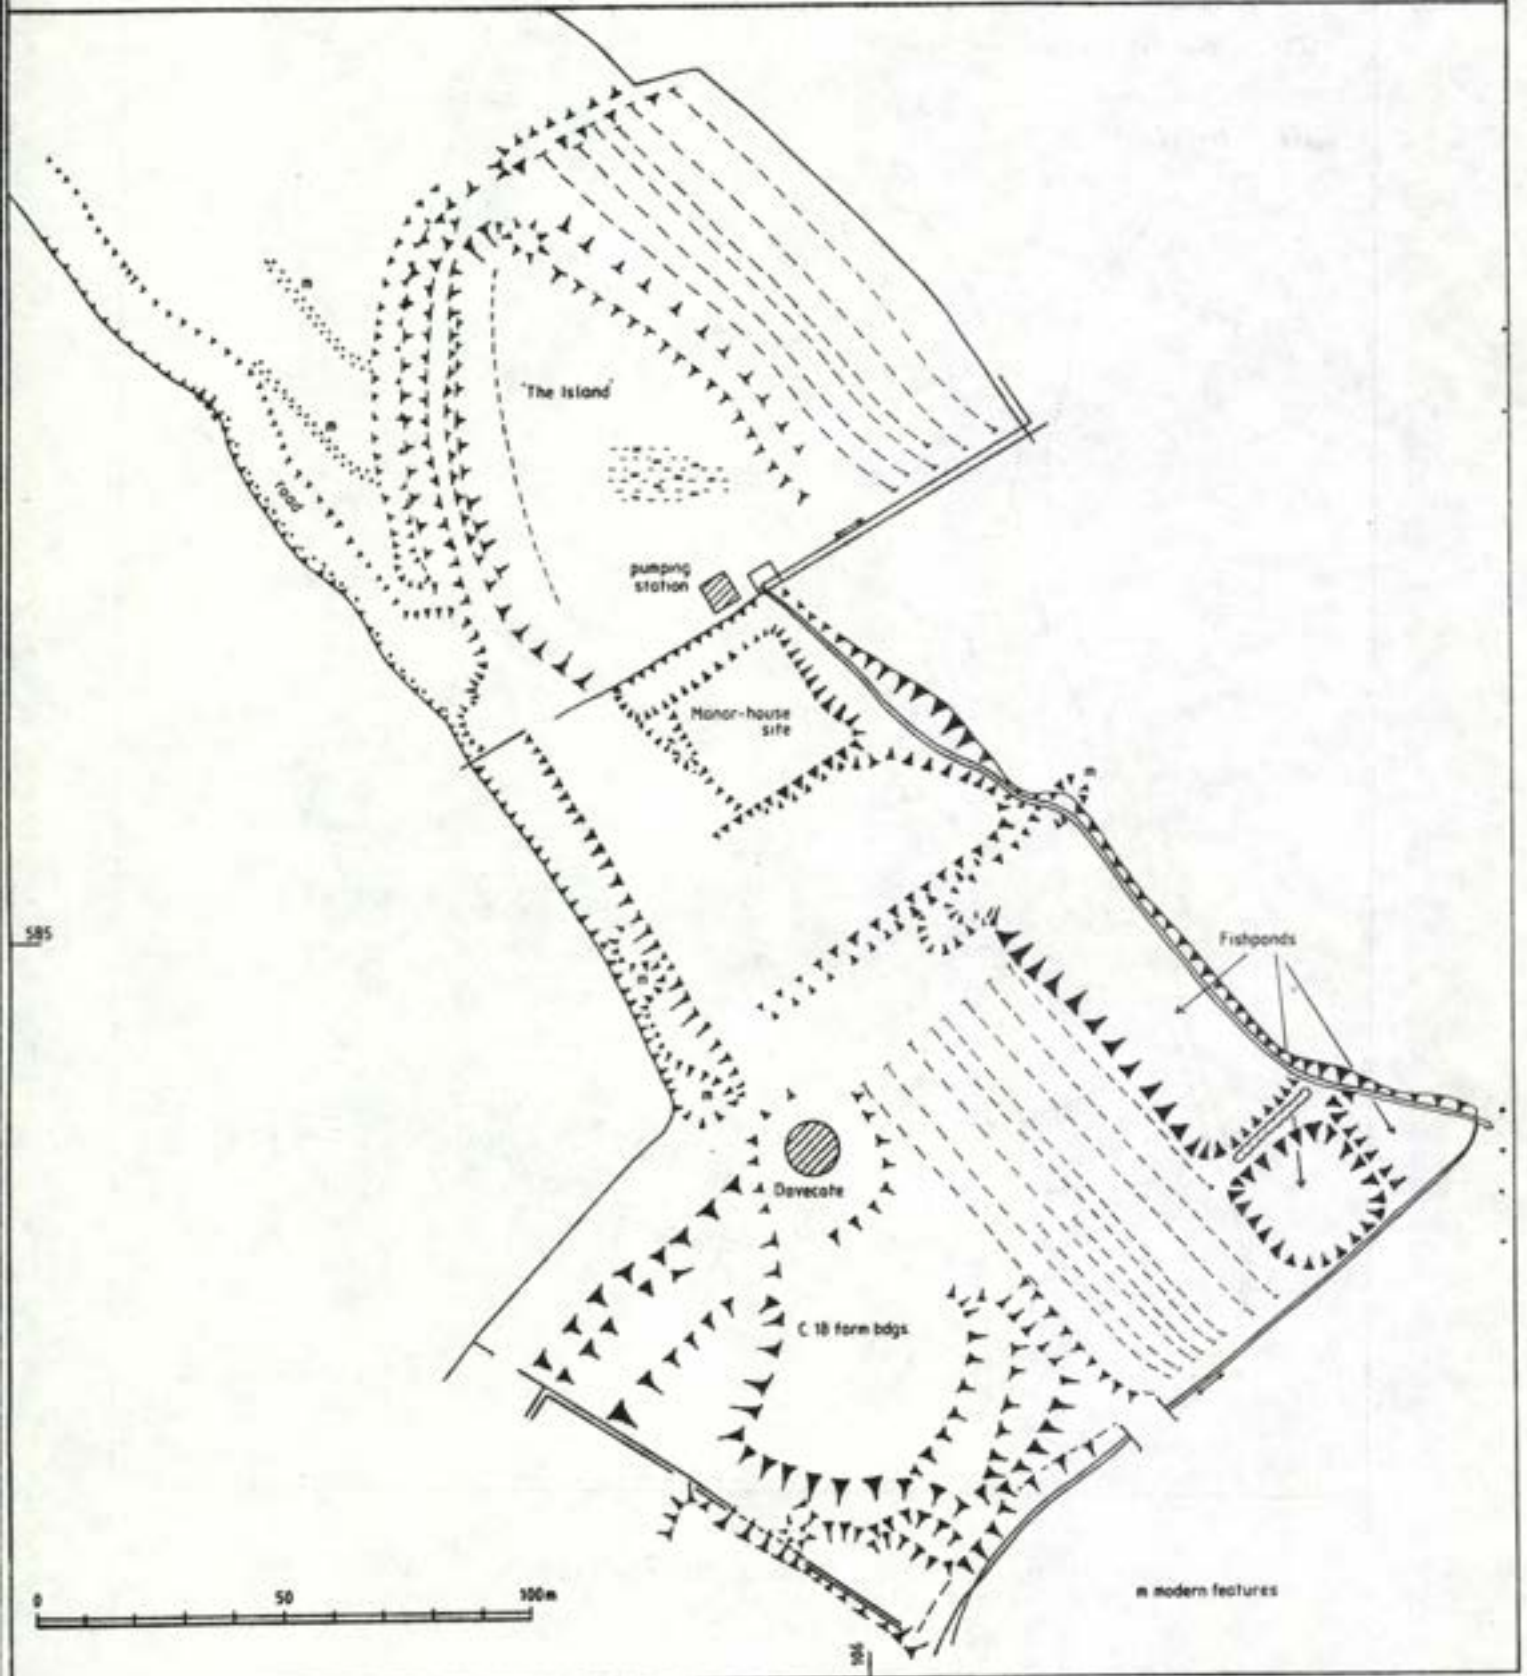 m
m
'The Island'
road
pumping
station
Manor-house
site
m
585
Fishponds
m
m
Dovecote
C. 18 farm bdgs.
0 50 100m
m modern features
106